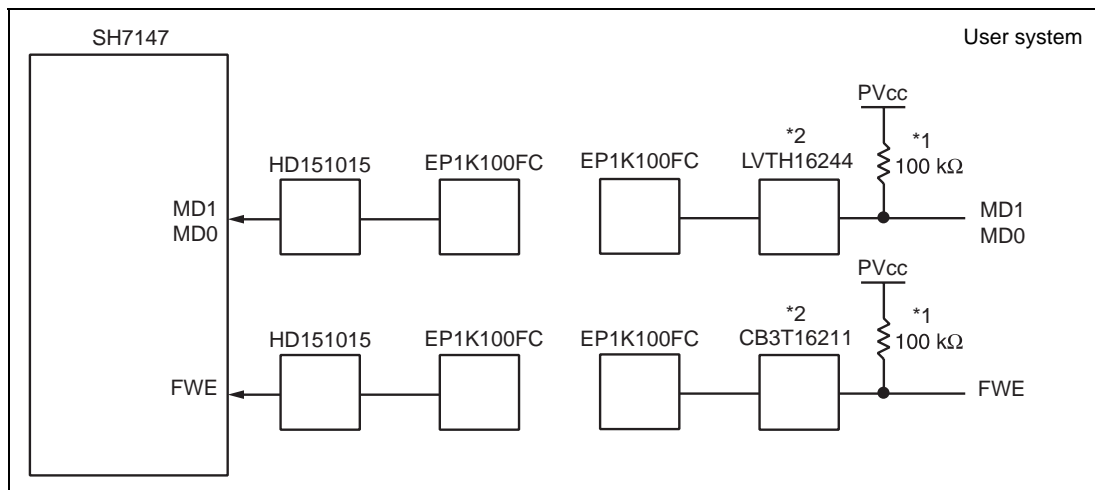 SH7147
User system
PVcc
*1
100 kΩ
*2
LVTH16244
HD151015
EP1K100FC
EP1K100FC
MD1
MD0
MD1
MD0
PVcc
*1
100 kΩ
*2
CB3T16211
HD151015
EP1K100FC
EP1K100FC
FWE
FWE